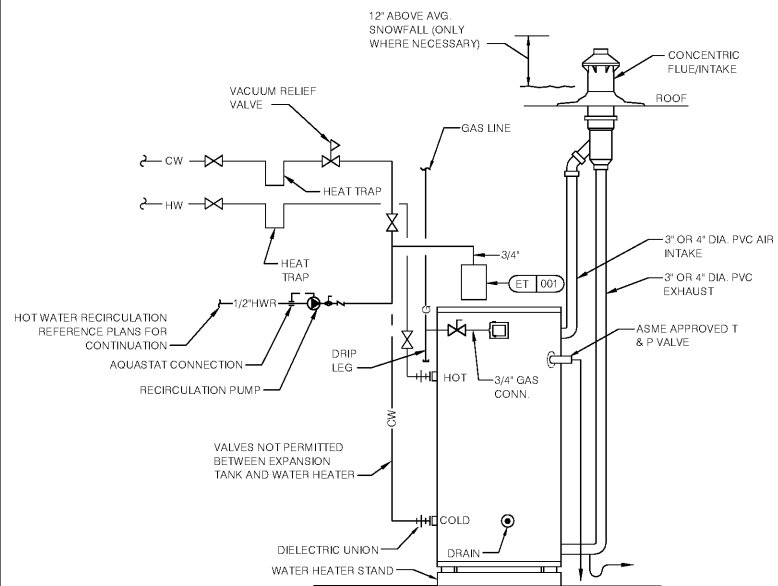 12" ABOVE AVG.
SNOWFALL (ONLY
WHERE NECESSARY)
CONCENTRIC
FLUE/INTAKE
ROOF
VACUUM RELIEF
VALVE
GAS LINE
CW
HEAT TRAP
HW
HEAT
TRAP
3/4"
ET 001
3" OR 4" DIA. PVC AIR
INTAKE
3" OR 4" DIA. PVC
EXHAUST
1/2"HWR
G
HOT WATER RECIRCULATION
REFERENCE PLANS FOR
CONTINUATION
AQUASTAT CONNECTION
RECIRCULATION PUMP
DRIP
LEG
ASME APPROVED T
& P VALVE
HOT
3/4" GAS
CONN.
CW
VALVES NOT PERMITTED
BETWEEN EXPANSION
TANK AND WATER HEATER
COLD
DIELECTRIC UNION
DRAIN
WATER HEATER STAND